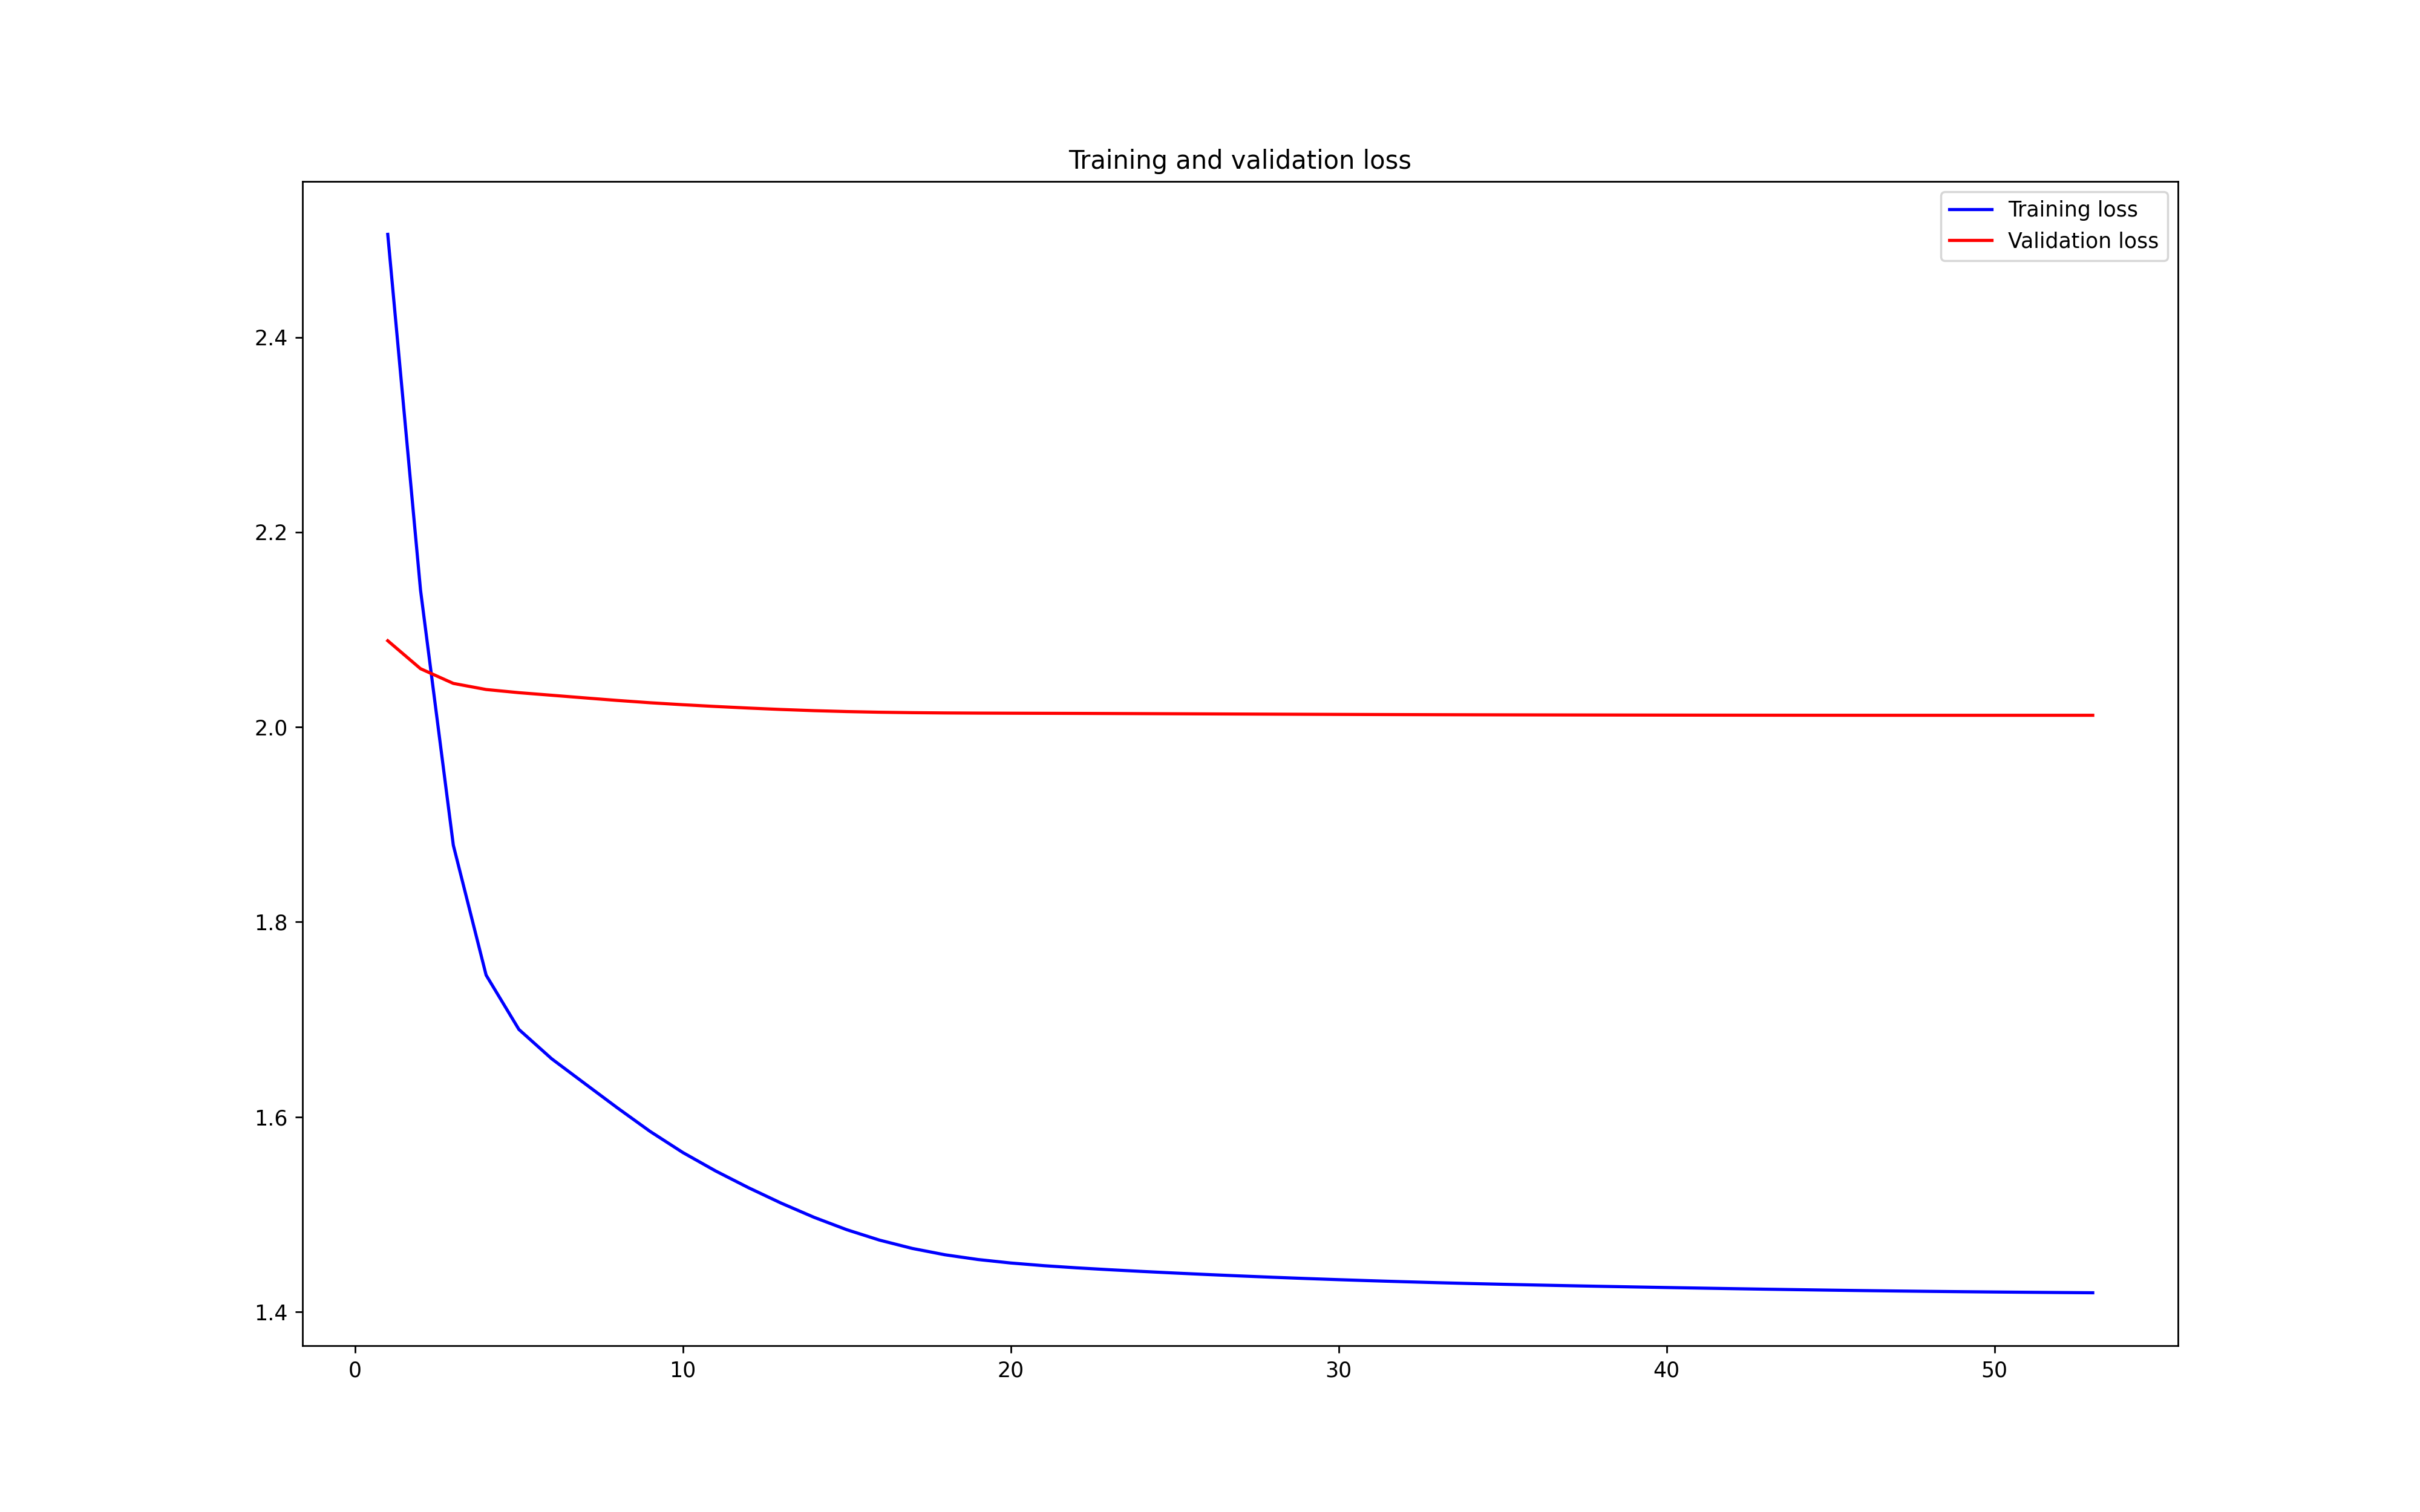 Training and validation loss
Training loss
Validation loss
2.4
2.2
2.0
1.8
1.6
1.4
0 10 20 30 40 50